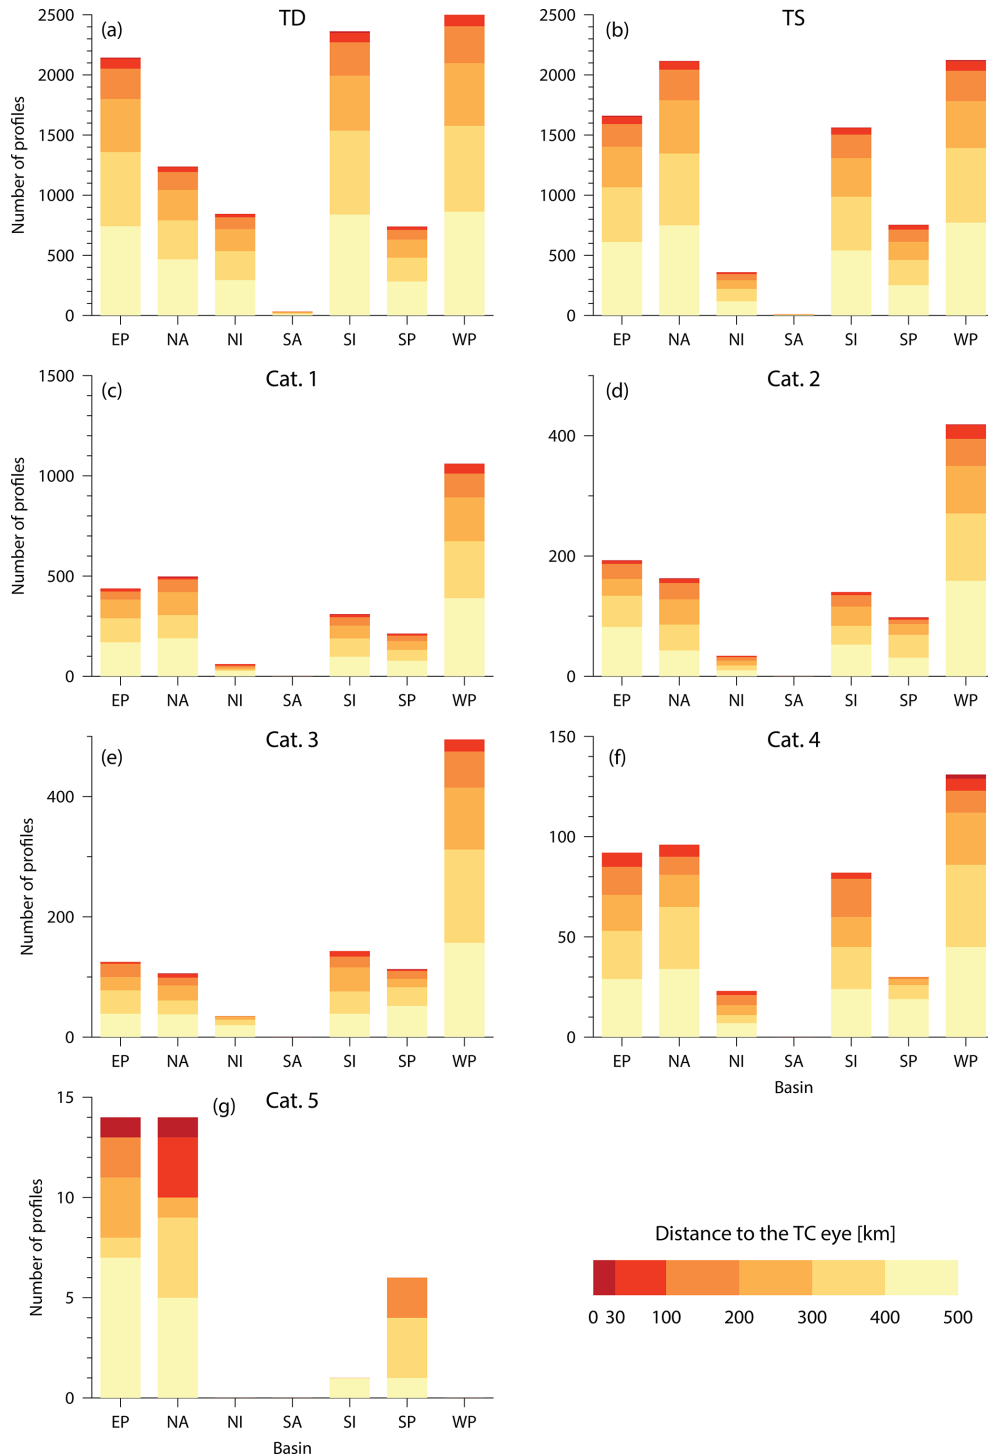 TD
(a)
Number of profiles
2500
2000
1500
1000
500
0
EP NA NI SA SI SP WP
TS
(b)
2500
2000
1500
1000
500
0
EP NA NI SA SI SP WP
Cat. 1
(c)
Number of profiles
1500
1000
500
0
EP NA NI SA SI SP WP
Cat. 2
(d)
400
200
0
EP NA NI SA SI SP WP
Cat. 3
(e)
Number of profiles
400
200
0
EP NA NI SA SI SP WP
Cat. 4
(f)
150
100
50
0
EP NA NI SA SI SP WP
Basin
Cat. 5
(g)
Number of profiles
15
10
5
0
EP NA NI SA SI SP WP
Basin
Distance to the TC eye [km]
0 30 100 200 300 400 500